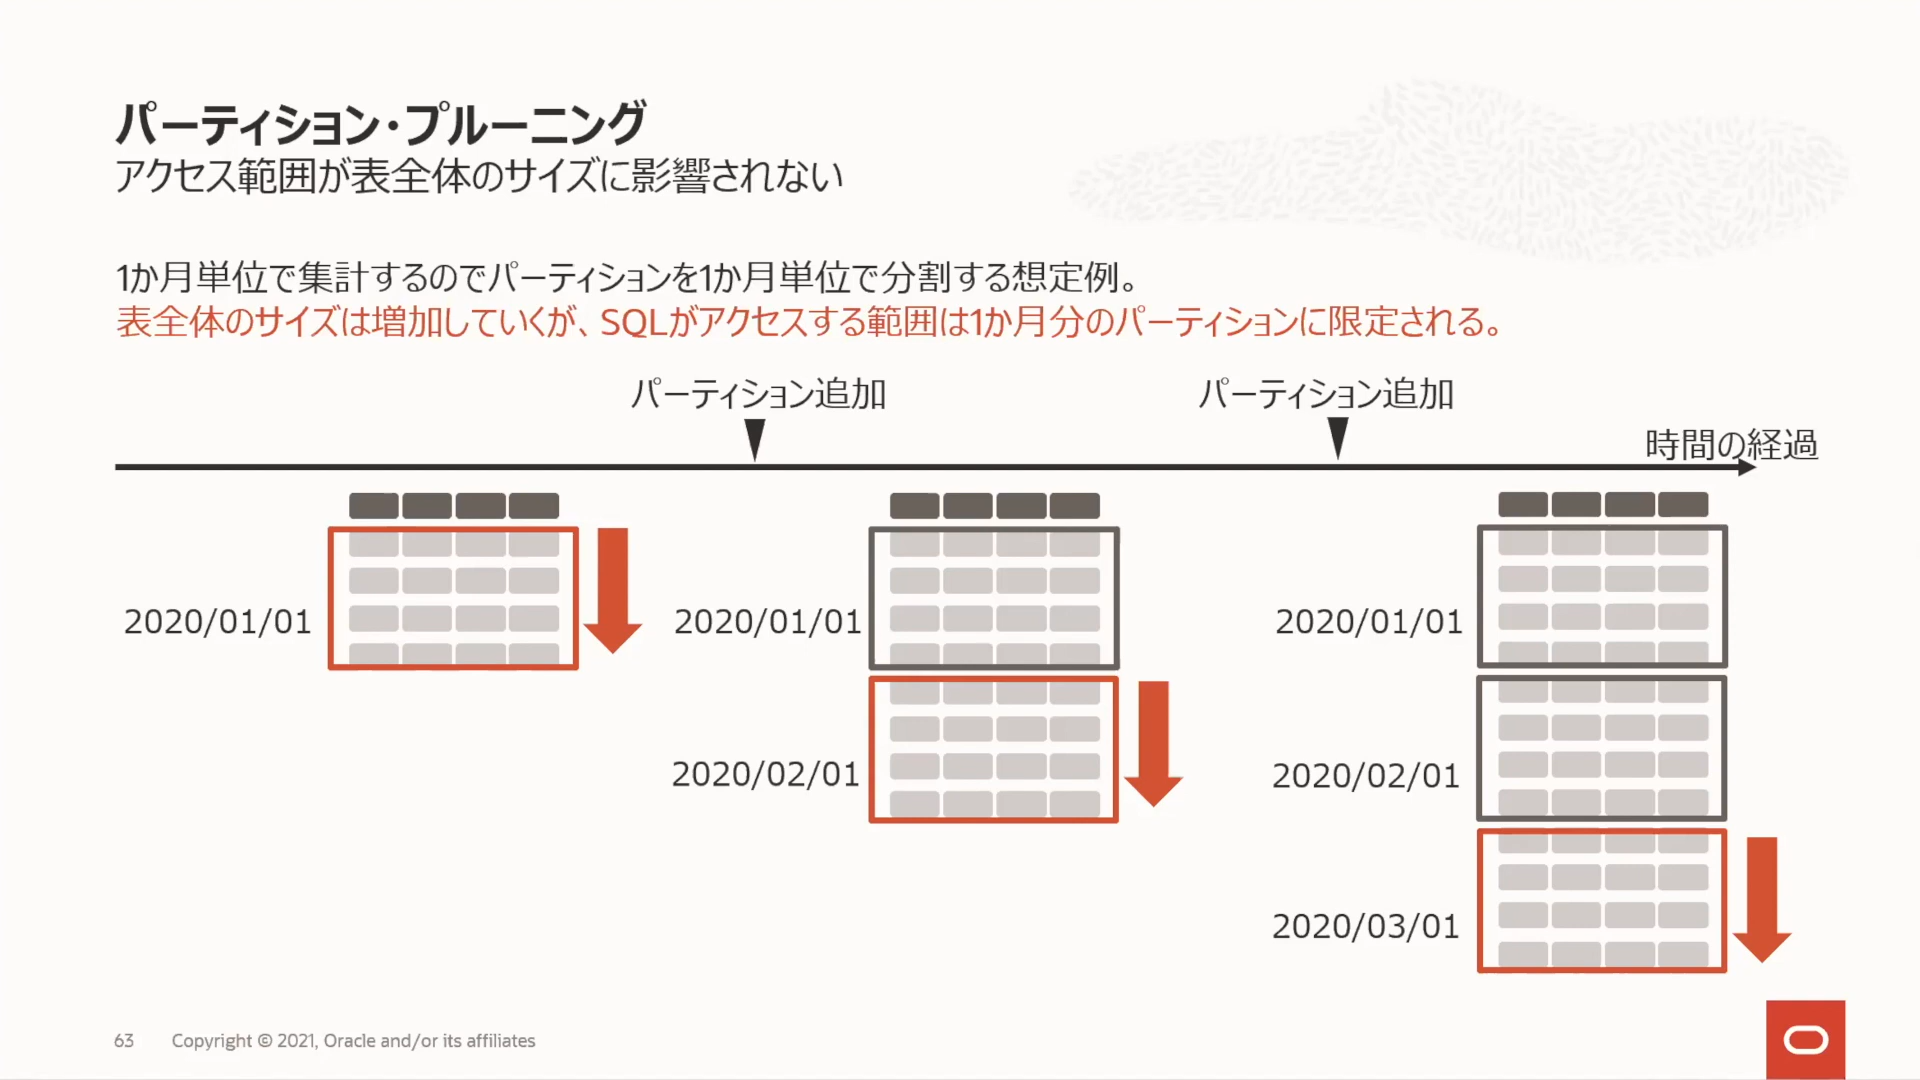 パーティション・プルーニング
アクセス範囲が表全体のサイズに影響されない
1か月単位で集計するのでパーティションを1か月単位で分割する想定例。
表全体のサイズは増加していくが、SQLがアクセスする範囲は1か月分のパーティションに限定される。
パーティション追加
パーティション追加
時間の経過
2020/01/01
2020/01/01
2020/01/01
2020/02/01
2020/02/01
2020/03/01
63 Copyright © 2021, Oracle and/or its affiliates